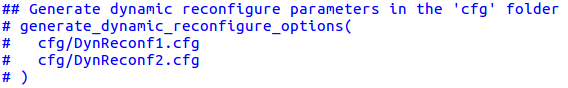 ## Generate dynamic reconfigure parameters in the 'cfg' folder
# generate_dynamic_reconfigure_options(
#   cfg/DynReconf1.cfg
#   cfg/DynReconf2.cfg
# )